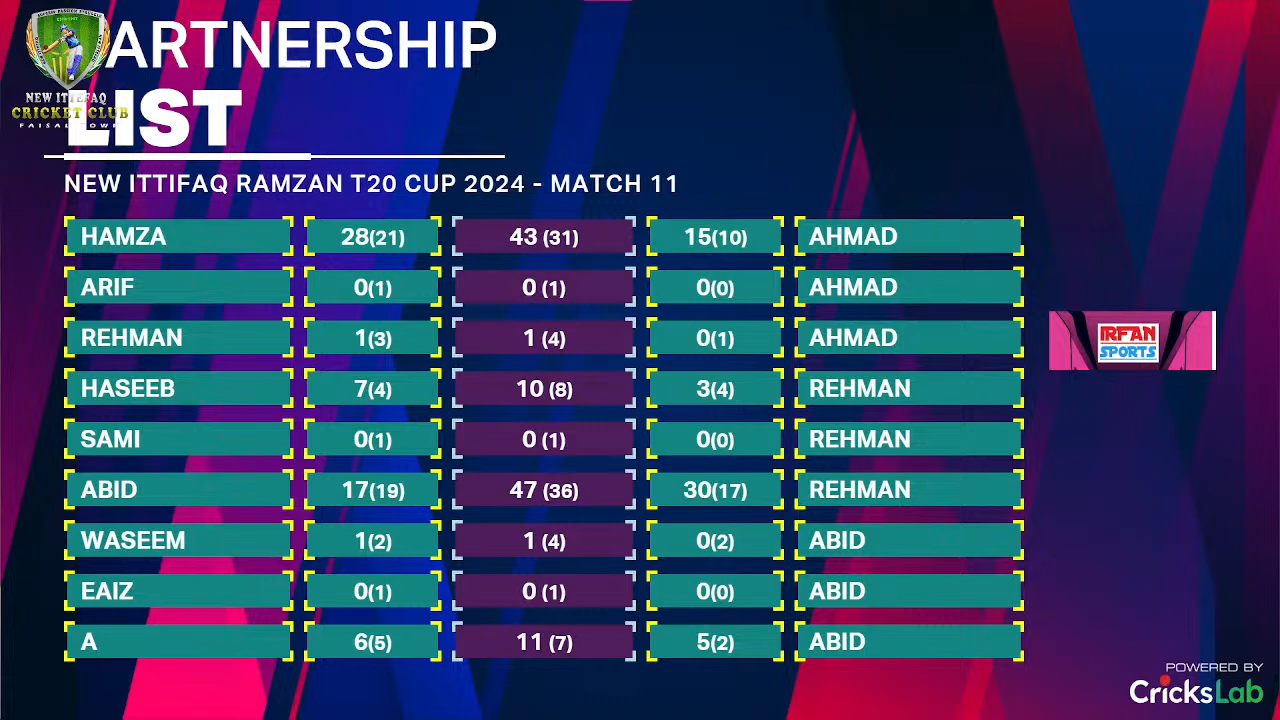 PARTNERSHIP
LIST
NEW ITTEFAQ
CRICKET CLUB
FAISAL TOWN
NEW ITTIFAQ RAMZAN T20 CUP 2024 - MATCH 11
HAMZA 28(21) 43 (31) 15(10) AHMAD
ARIF 0(1) 0 (1) 0(0) AHMAD
REHMAN 1(3) 1 (4) 0(1) AHMAD
HASEEB 7(4) 10 (8) 3(4) REHMAN
SAMI 0(1) 0 (1) 0(0) REHMAN
ABID 17(19) 47 (36) 30(17) REHMAN
WASEEM 1(2) 1 (4) 0(2) ABID
EAIZ 0(1) 0 (1) 0(0) ABID
A 6(5) 11 (7) 5(2) ABID
IRFAN
SPORTS
POWERED BY
CricksLab